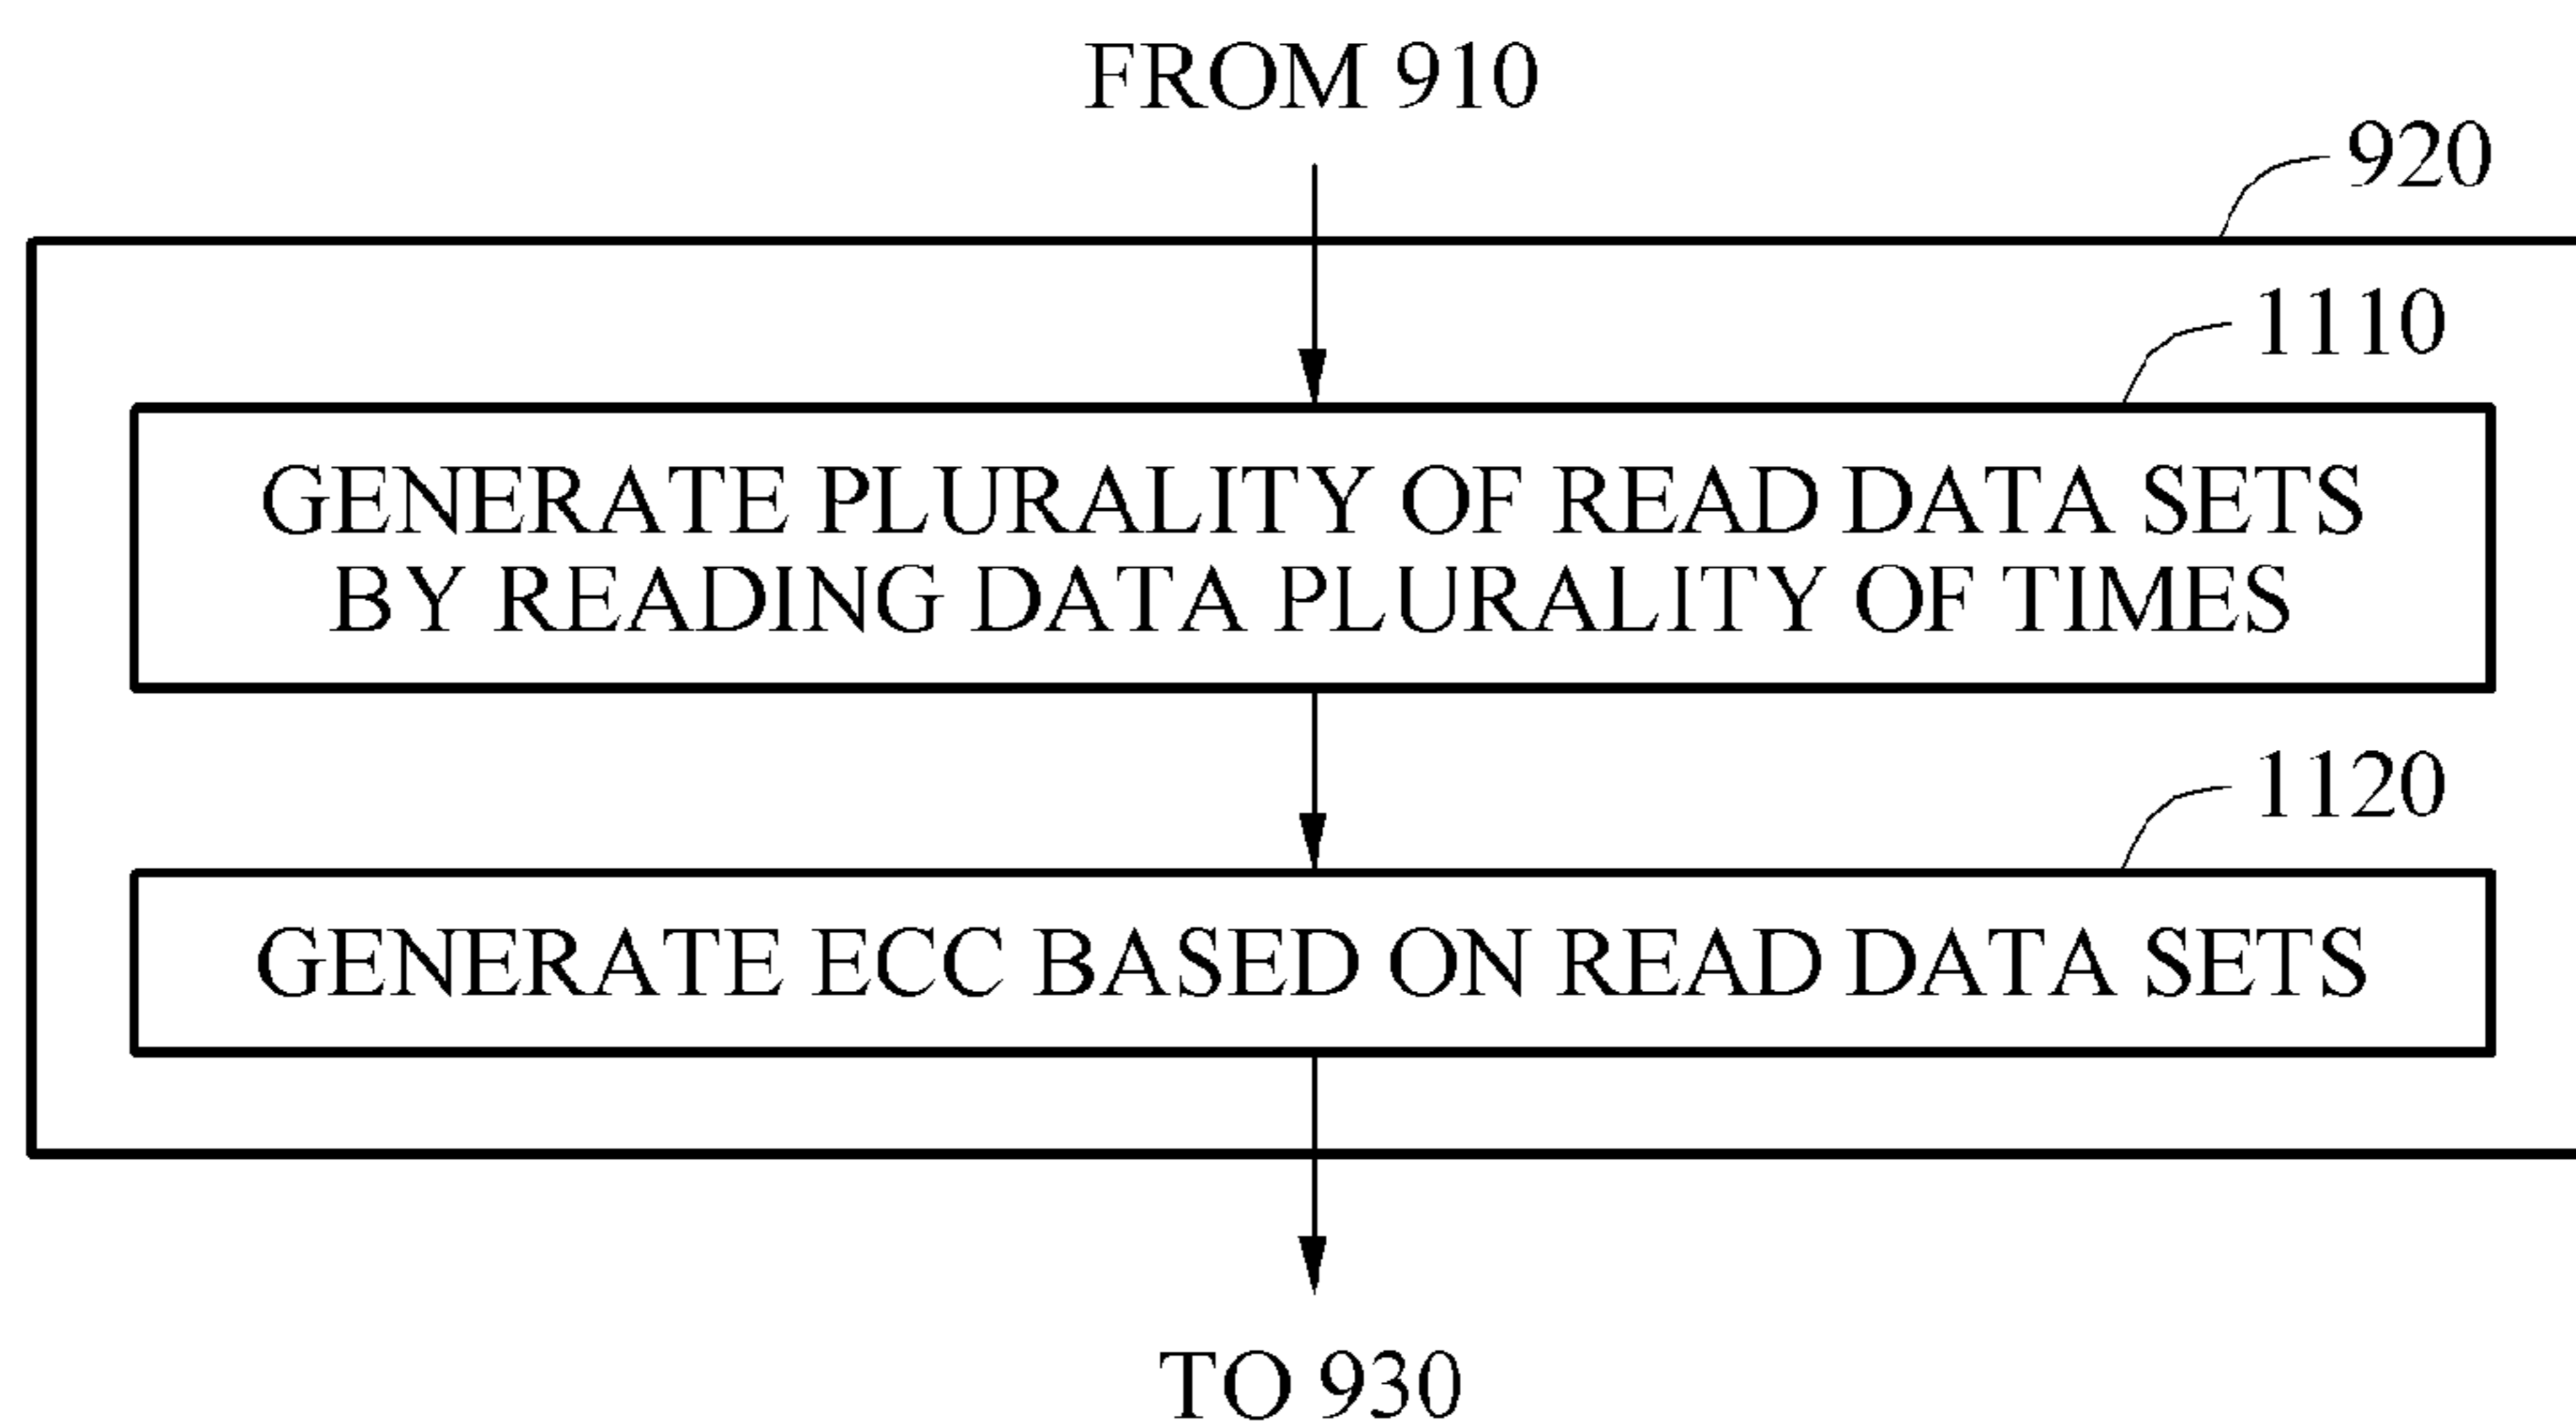 FROM 910
920
1110
GENERATE PLURALITY OF READ DATA SETS
BY READING DATA PLURALITY OF TIMES
1120
GENERATE ECC BASED ON READ DATA SETS
TO 930